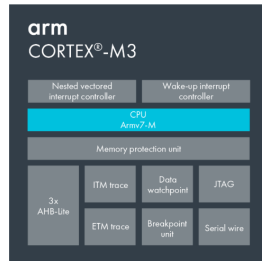 arm
CORTEX®-M3
Nested vectored
interrupt controller
Wake-up interrupt
controller
CPU
Armv7-M
Memory protection unit
3x
AHB-Lite
ITM trace
Data
watchpoint
JTAG
ETM trace
Breakpoint
unit
Serial wire